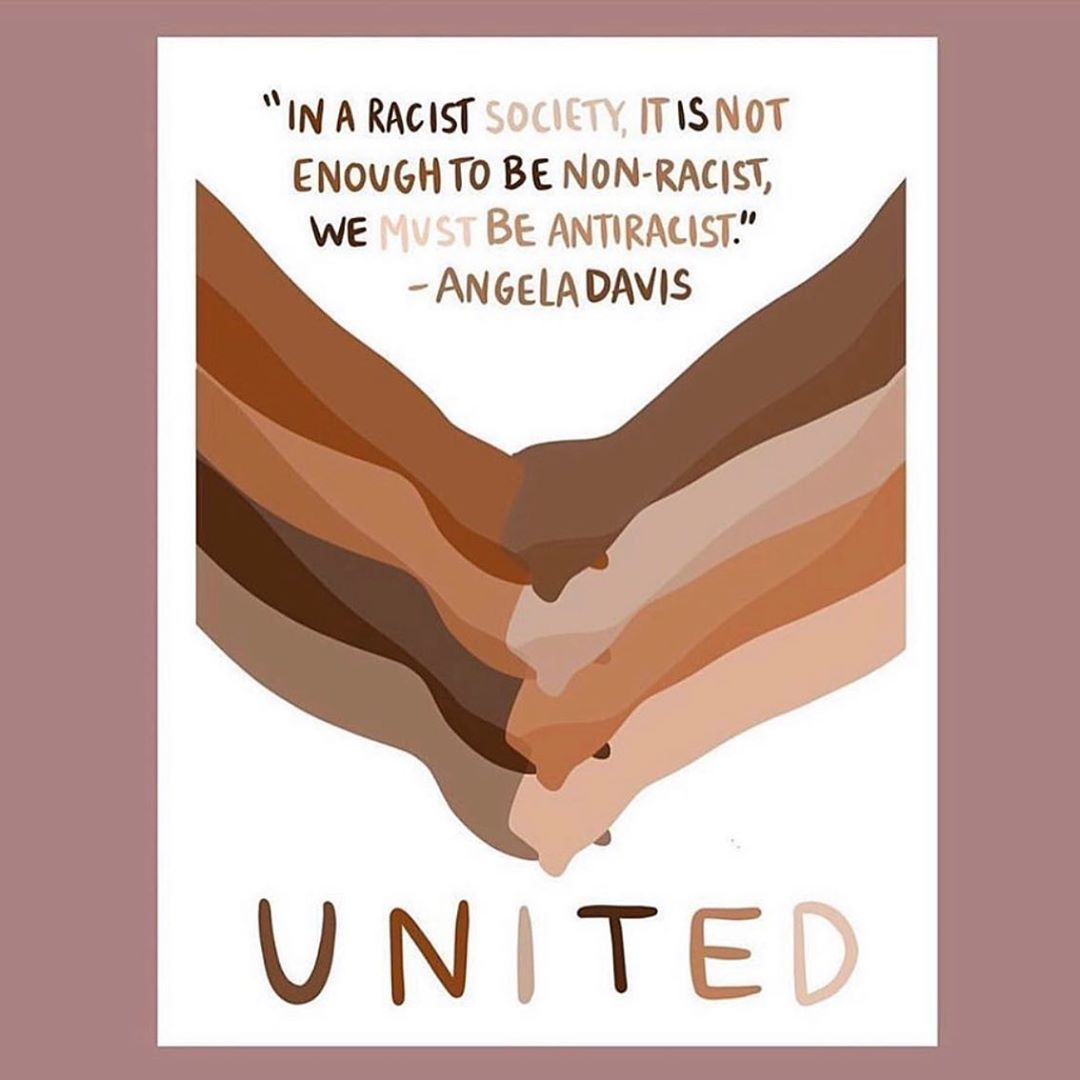 "IN A RACIST SOCIETY, IT IS NOT
ENOUGH TO BE NON-RACIST,
WE MUST BE ANTIRACIST."
- ANGELA DAVIS
UNITED